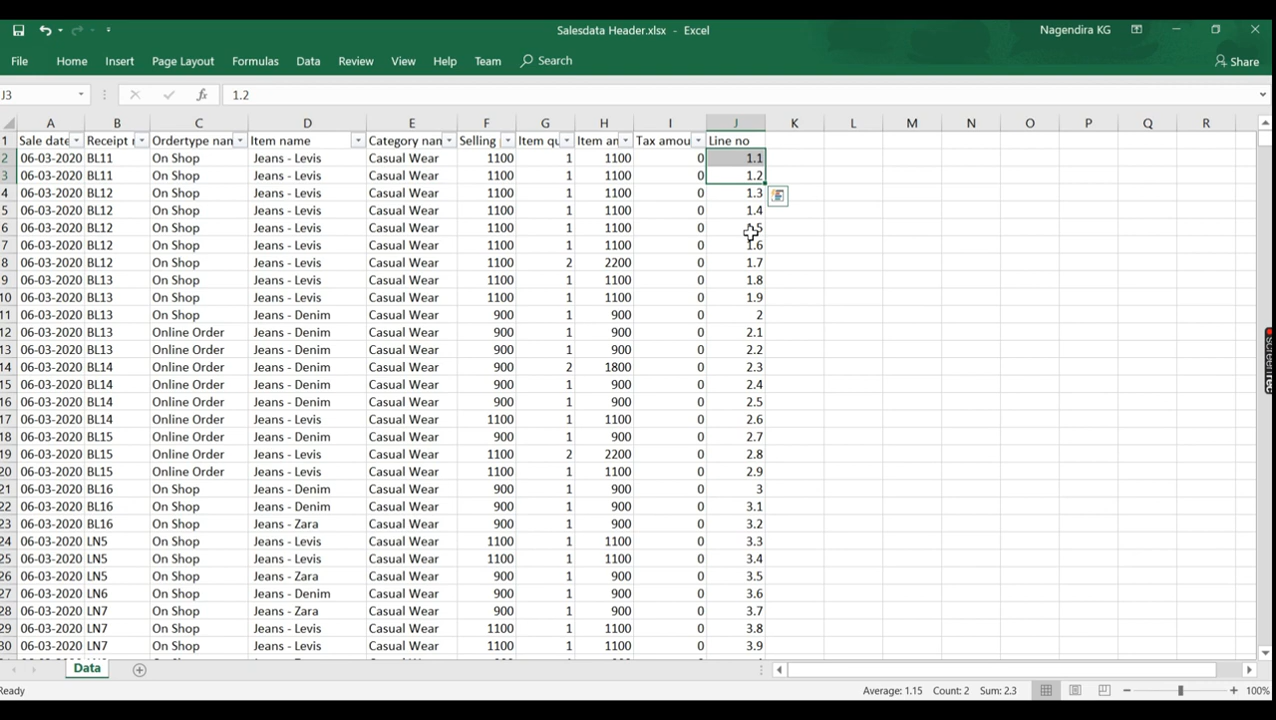 Salesdata Header.xlsx - Excel
Nagendira KG
File Home Insert Page Layout Formulas Data Review View Help Team Search Share
J3 fx 1.2
A B C D E F G H I J K L M N O P Q R
1 Sale date Receipt Ordertype nan Item name Category nan Selling Item qu Item an Tax amou Line no
2 06-03-2020 BL11 On Shop Jeans - Levis Casual Wear 1100 1 1100 0 1.1
3 06-03-2020 BL11 On Shop Jeans - Levis Casual Wear 1100 1 1100 0 1.2
4 06-03-2020 BL12 On Shop Jeans - Levis Casual Wear 1100 1 1100 0 1.3
5 06-03-2020 BL12 On Shop Jeans - Levis Casual Wear 1100 1 1100 0 1.4
6 06-03-2020 BL12 On Shop Jeans - Levis Casual Wear 1100 1 1100 0
7 06-03-2020 BL12 On Shop Jeans - Levis Casual Wear 1100 1 1100 0 1.6
8 06-03-2020 BL12 On Shop Jeans - Levis Casual Wear 1100 2 2200 0 1.7
9 06-03-2020 BL13 On Shop Jeans - Levis Casual Wear 1100 1 1100 0 1.8
10 06-03-2020 BL13 On Shop Jeans - Levis Casual Wear 1100 1 1100 0 1.9
11 06-03-2020 BL13 On Shop Jeans - Denim Casual Wear 900 1 900 0 2
12 06-03-2020 BL13 Online Order Jeans - Denim Casual Wear 900 1 900 0 2.1
13 06-03-2020 BL13 Online Order Jeans - Denim Casual Wear 900 1 900 0 2.2
14 06-03-2020 BL14 Online Order Jeans - Denim Casual Wear 900 2 1800 0 2.3
15 06-03-2020 BL14 Online Order Jeans - Denim Casual Wear 900 1 900 0 2.4
16 06-03-2020 BL14 Online Order Jeans - Denim Casual Wear 900 1 900 0 2.5
17 06-03-2020 BL14 Online Order Jeans - Levis Casual Wear 1100 1 1100 0 2.6
18 06-03-2020 BL15 Online Order Jeans - Denim Casual Wear 900 1 900 0 2.7
19 06-03-2020 BL15 Online Order Jeans - Levis Casual Wear 1100 2 2200 0 2.8
20 06-03-2020 BL15 Online Order Jeans - Levis Casual Wear 1100 1 1100 0 2.9
21 06-03-2020 BL16 On Shop Jeans - Denim Casual Wear 900 1 900 0 3
22 06-03-2020 BL16 On Shop Jeans - Denim Casual Wear 900 1 900 0 3.1
23 06-03-2020 BL16 On Shop Jeans - Zara Casual Wear 900 1 900 0 3.2
24 06-03-2020 LN5 On Shop Jeans - Levis Casual Wear 1100 1 1100 0 3.3
25 06-03-2020 LN5 On Shop Jeans - Levis Casual Wear 1100 1 1100 0 3.4
26 06-03-2020 LN5 On Shop Jeans - Zara Casual Wear 900 1 900 0 3.5
27 06-03-2020 LN6 On Shop Jeans - Denim Casual Wear 900 1 900 0 3.6
28 06-03-2020 LN7 On Shop Jeans - Zara Casual Wear 900 1 900 0 3.7
29 06-03-2020 LN7 On Shop Jeans - Levis Casual Wear 1100 1 1100 0 3.8
30 06-03-2020 LN7 On Shop Jeans - Levis Casual Wear 1100 1 1100 0 3.9
Data
Ready Average: 1.15 Count: 2 Sum: 2.3 100%
screenrec